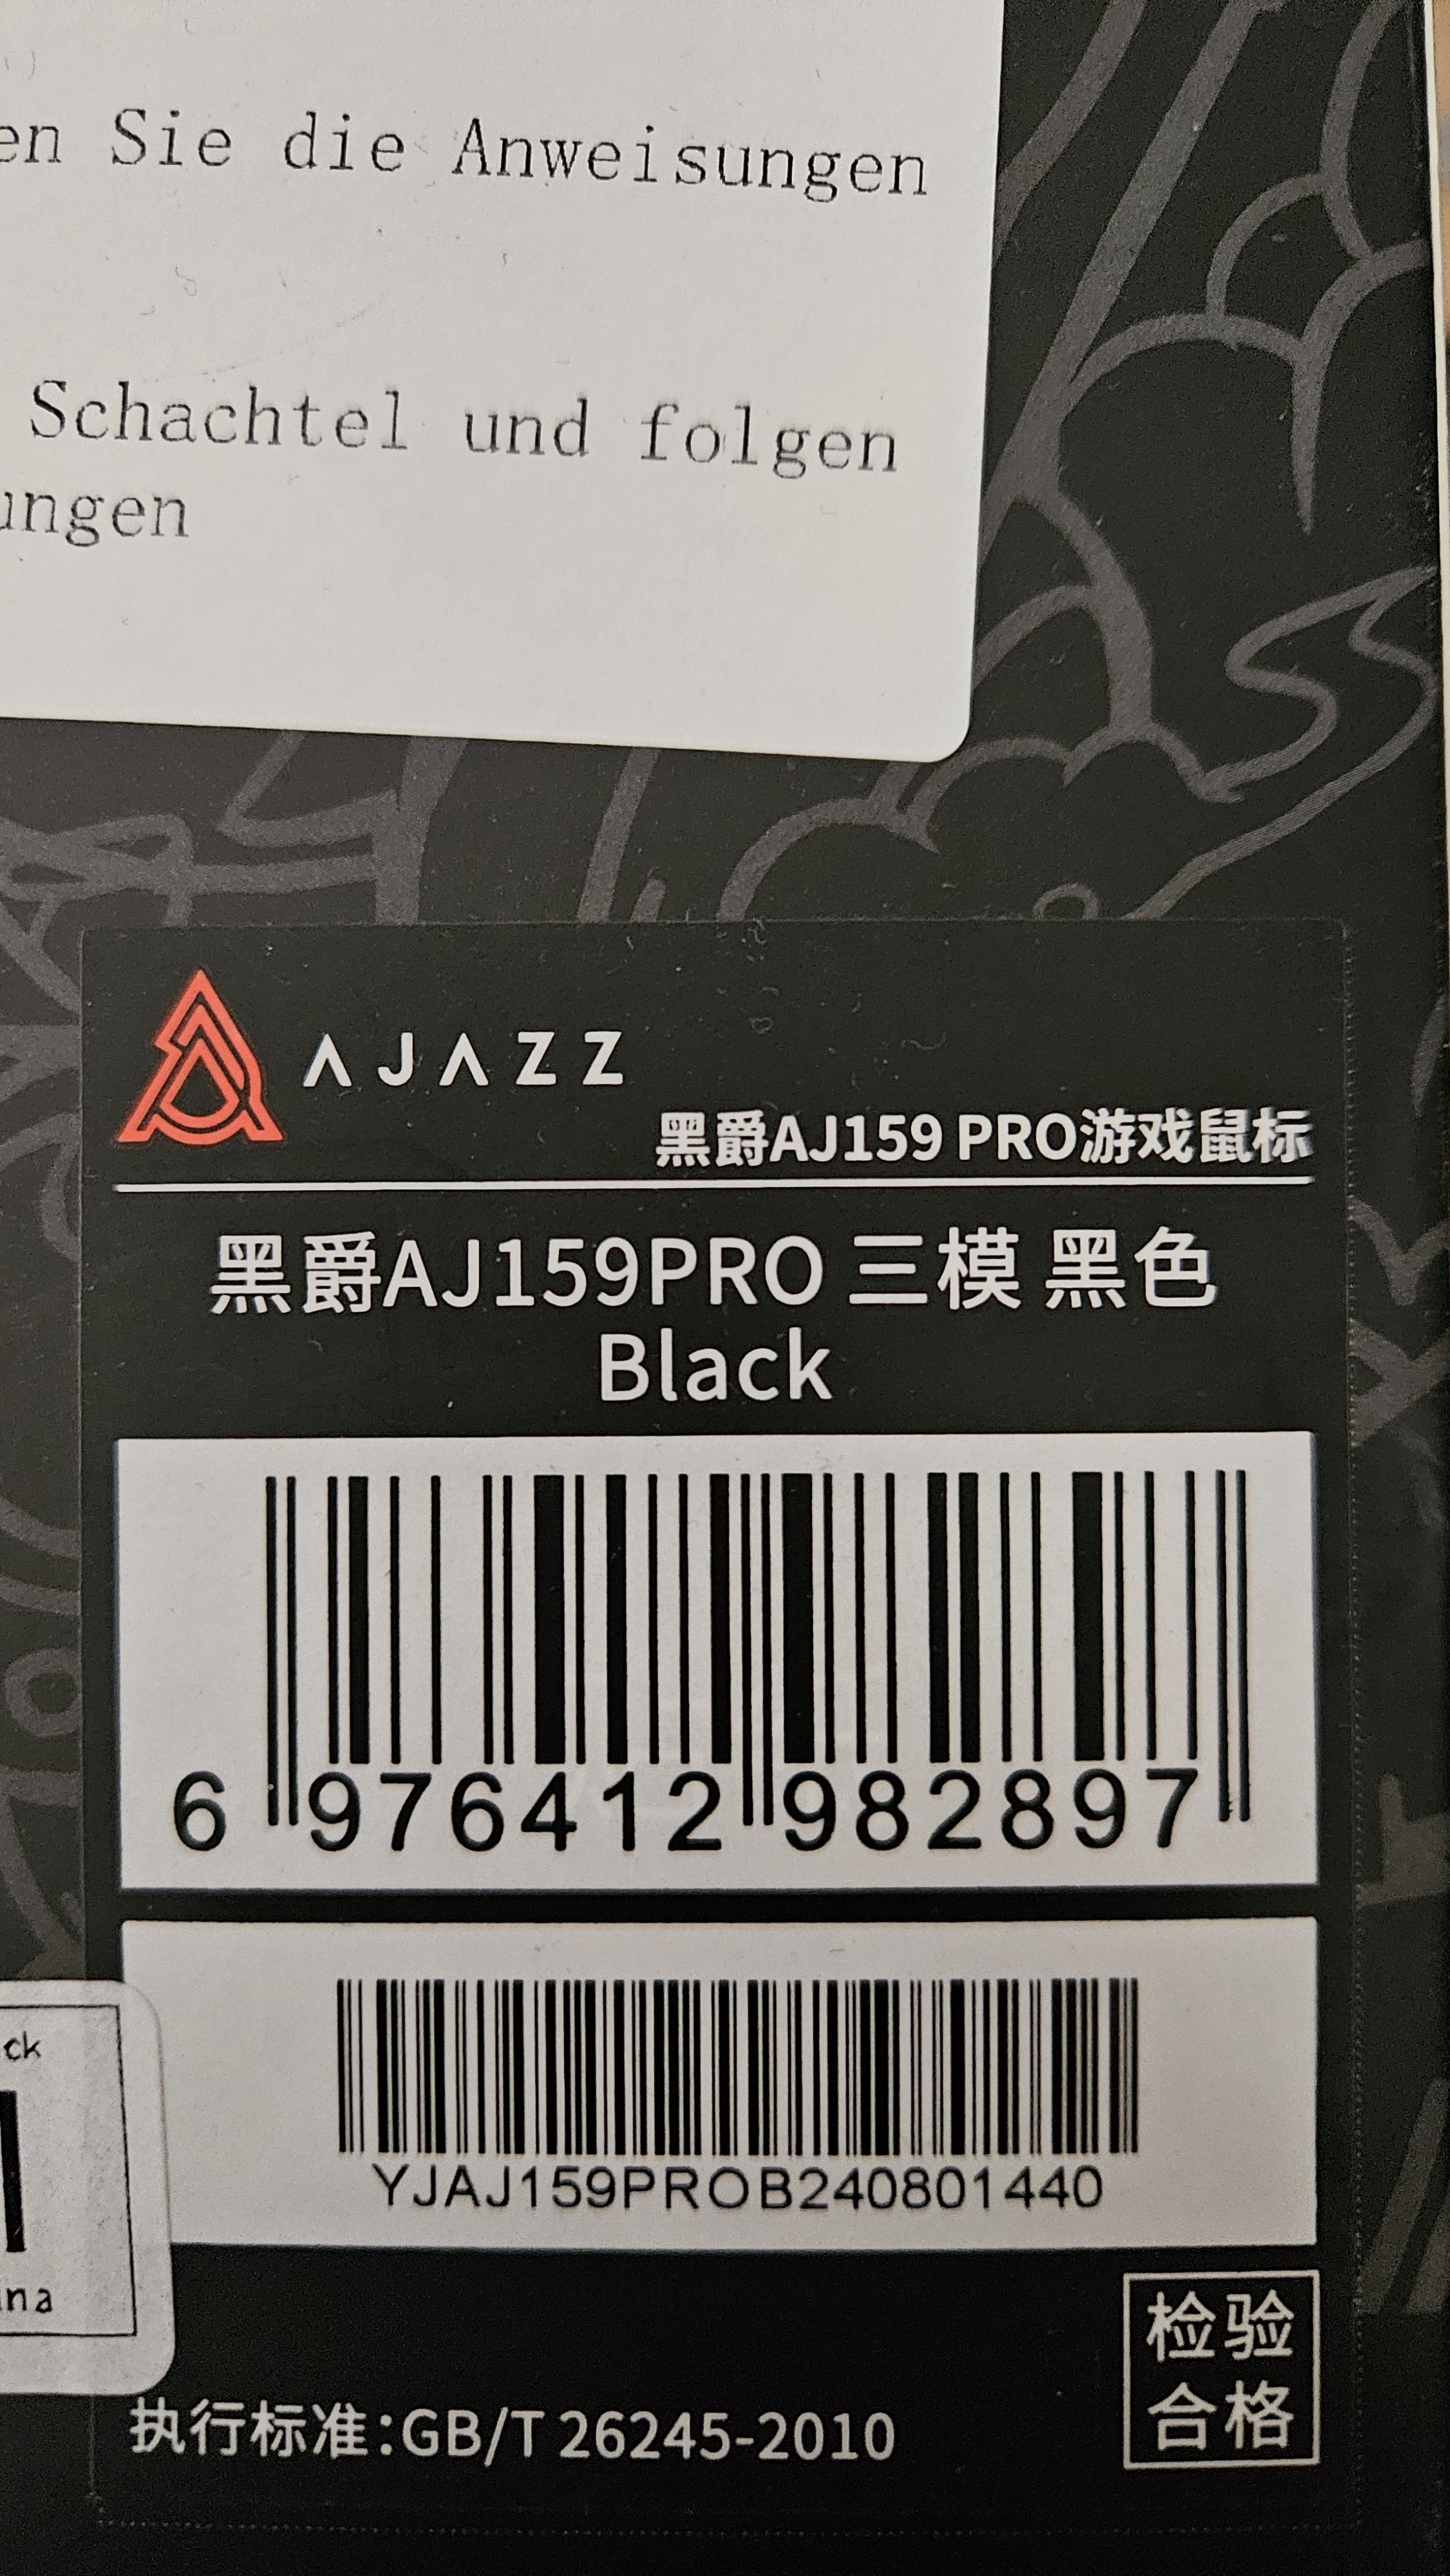 en Sie die Anweisungen
Schachtel und folgen
ungen
AJAZZ
黑爵AJ159 PRO游戏鼠标
黑爵AJ159PRO 三模 黑色
Black
6 976412 982897
YJAJ159PROB240801440
ck
ina
检验
合格
执行标准:GB/T 26245-2010